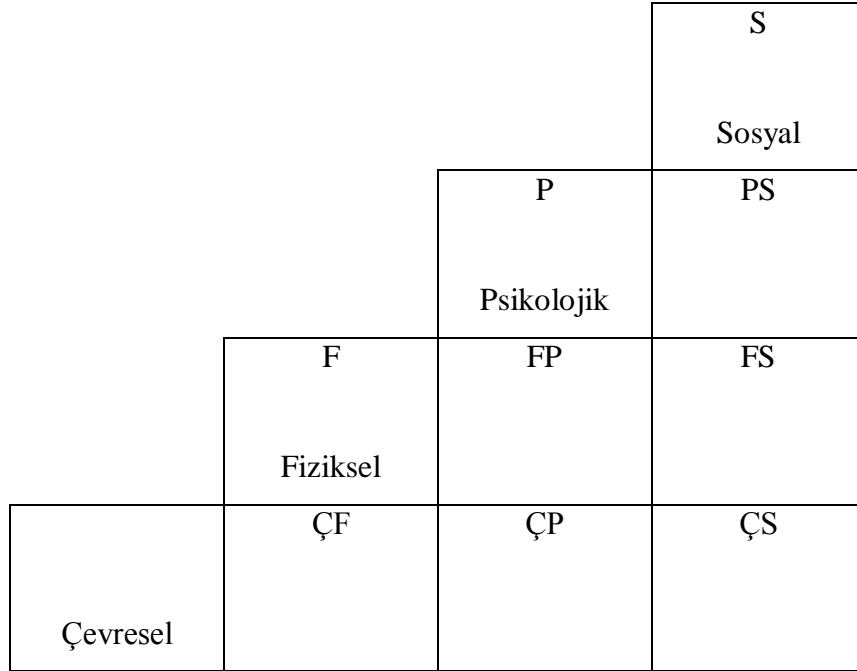 S
Sosyal
P PS
Psikolojik
F FP FS
Fiziksel
ÇF ÇP ÇS
Çevresel